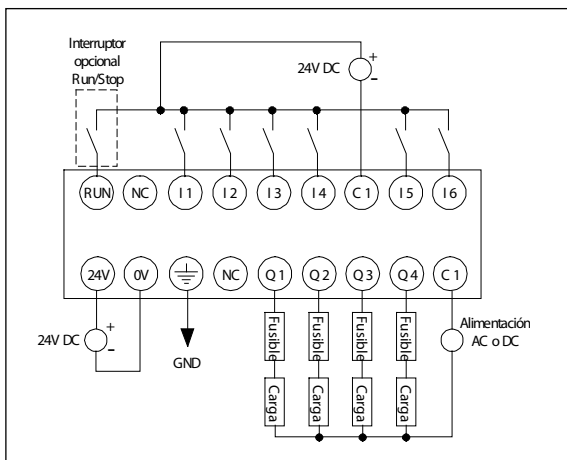 Interruptor
opcional
Run/Stop
24V DC
+
–
RUN
NC
I1
I2
I3
I4
C1
I5
I6
24V
0V
NC
Q1
Q2
Q3
Q4
C1
24V DC
+
–
GND
Fusible
Fusible
Fusible
Fusible
Alimentación
AC o DC
Carga
Carga
Carga
Carga